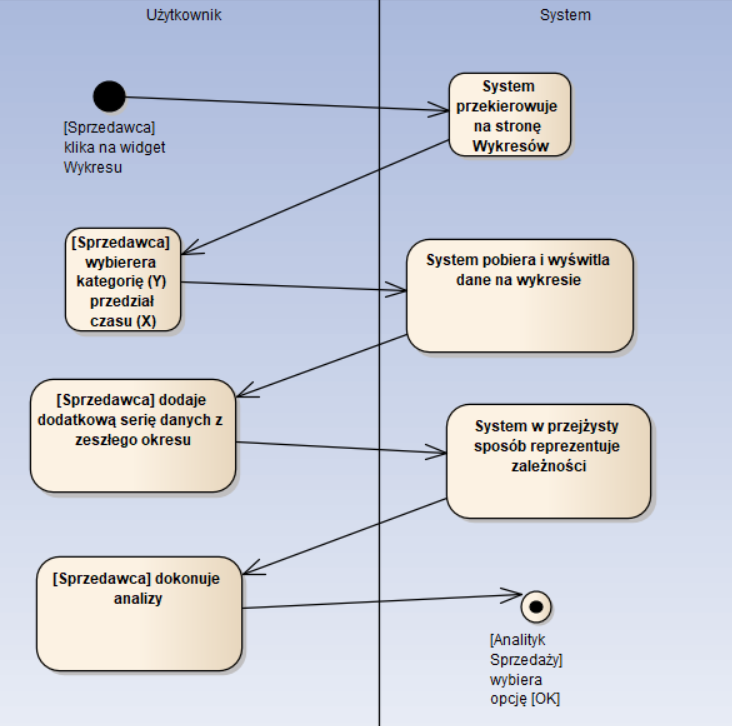 Użytkownik
System
System
przekierowuje
na stronę
Wykresów
[Sprzedawca]
klika na widget
Wykresu
[Sprzedawca]
wybierera
kategorię (Y)
przedział
czasu (X)
System pobiera i wyświtla
dane na wykresie
[Sprzedawca] dodaje
dodatkową serię danych z
zeszłego okresu
System w przejżysty
sposób reprezentuje
zależności
[Sprzedawca] dokonuje
analizy
[Analityk
Sprzedaży]
wybiera
opcję [OK]